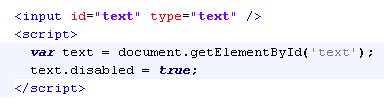 <input id="text" type="text" />
<script>
var text = document.getElementById('text');
text.disabled = true;
</script>